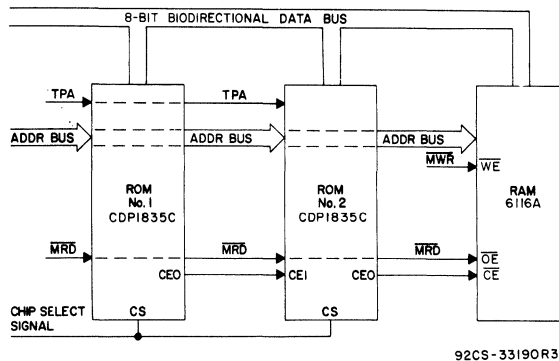 8-BIT BIODIRECTIONAL DATA BUS
TPA
TPA
ADDR BUS
ADDR BUS
ADDR BUS
MWR
WE
ROM
No. 1
CDP1835C
ROM
No. 2
CDP1835C
RAM
6116A
MRD
MRD
MRD
OE
CEO
CEI
CEO
CE
CHIP SELECT
SIGNAL
CS
CS
92CS-33190R3